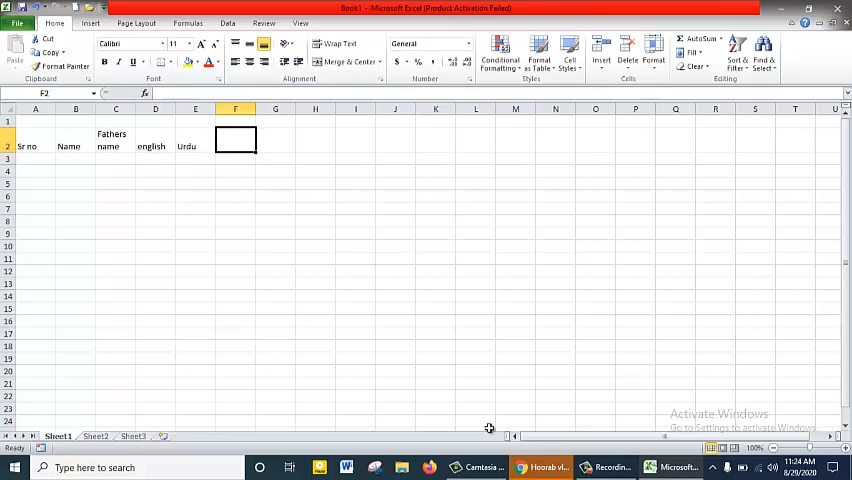 Book1 - Microsoft Excel (Product Activation Failed)
File Home Insert Page Layout Formulas Data Review View
Paste
Cut
Copy
Format Painter
Clipboard
Calibri 11
B I U
Font
Wrap Text
Merge & Center
Alignment
General
$ % ,
Number
Conditional Formatting
Format as Table
Cell Styles
Styles
Insert Delete Format
Cells
Σ AutoSum
Fill
Clear
Sort & Filter
Find & Select
Editing
F2 fx
A B C D E F G H I J K L M N O P Q R S T U
1
2 Sr no Name Fathers name english Urdu
3
4
5
6
7
8
9
10
11
12
13
14
15
16
17
18
19
20
21
22
23
24
Activate Windows
Go to Settings to activate Windows.
Sheet1 Sheet2 Sheet3
Ready 100%
Type here to search
Camtasia ...
Hoorab vl...
Recordin...
Microsoft...
11:24 AM
8/29/2020